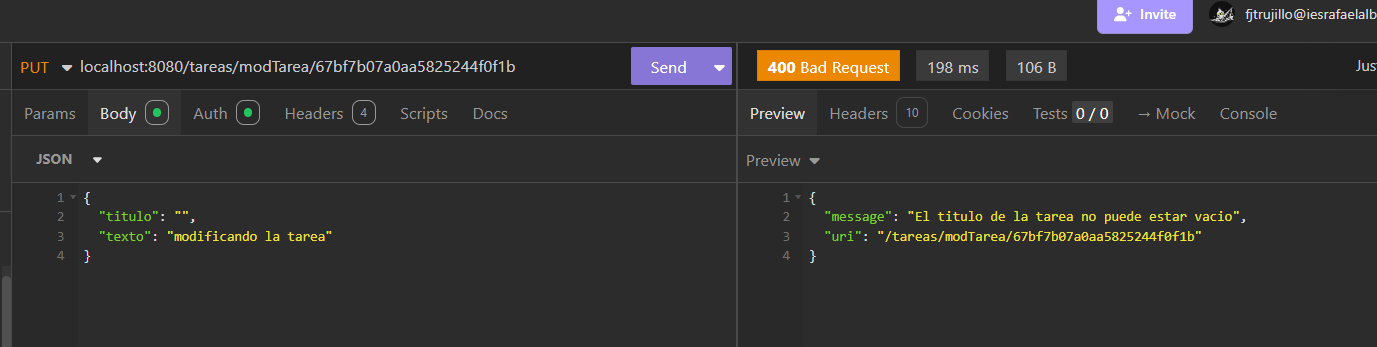 Invite
fjtrujillo@iesrafaelalb
PUT localhost:8080/tareas/modTarea/67bf7b07a0aa5825244f0f1b Send
400 Bad Request 198 ms 106 B Jus
Params Body Auth Headers 4 Scripts Docs
Preview Headers 10 Cookies Tests 0 / 0 → Mock Console
JSON
Preview
1 {
2 "titulo": "",
3 "texto": "modificando la tarea"
4 }
1 {
2 "message": "El titulo de la tarea no puede estar vacio",
3 "uri": "/tareas/modTarea/67bf7b07a0aa5825244f0f1b"
4 }